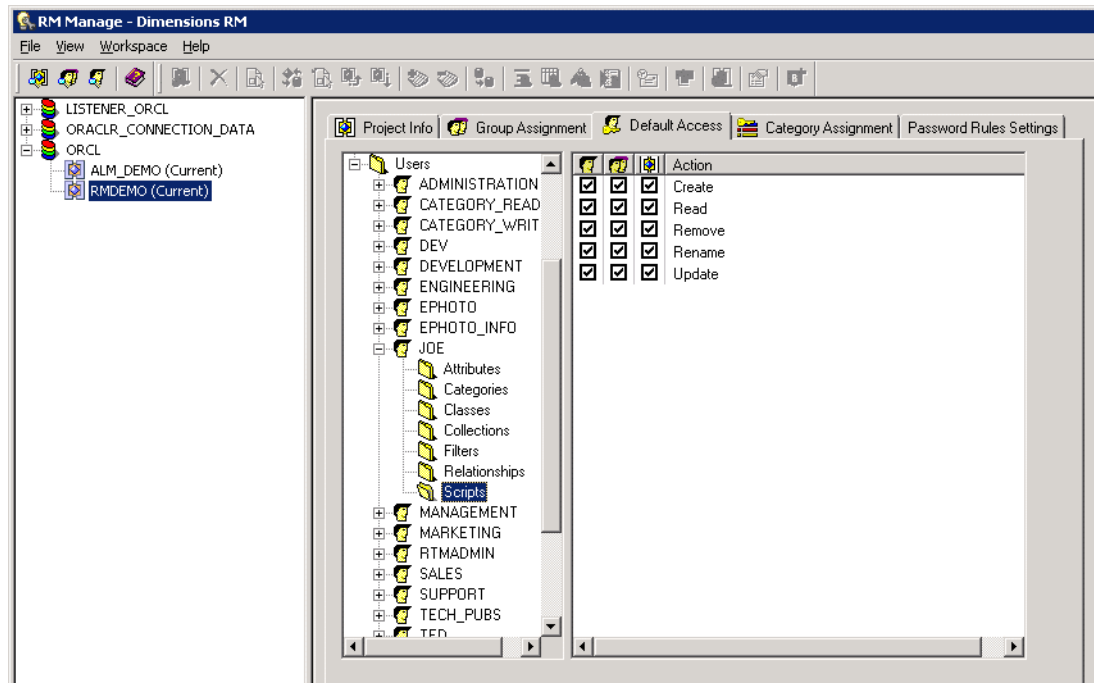 RM Manage - Dimensions RM
File View Workspace Help
LISTENER_ORCL
ORACLR_CONNECTION_DATA
ORCL
ALM_DEMO (Current)
RMDEMO (Current)
Project Info Group Assignment Default Access Category Assignment Password Rules Settings
Users
ADMINISTRATION
CATEGORY_READ
CATEGORY_WRIT
DEV
DEVELOPMENT
ENGINEERING
EPHOTO
EPHOTO_INFO
JOE
Attributes
Categories
Classes
Collections
Filters
Relationships
Scripts
MANAGEMENT
MARKETING
RTMADMIN
SALES
SUPPORT
TECH_PUBS
TED
Action
Create
Read
Remove
Rename
Update